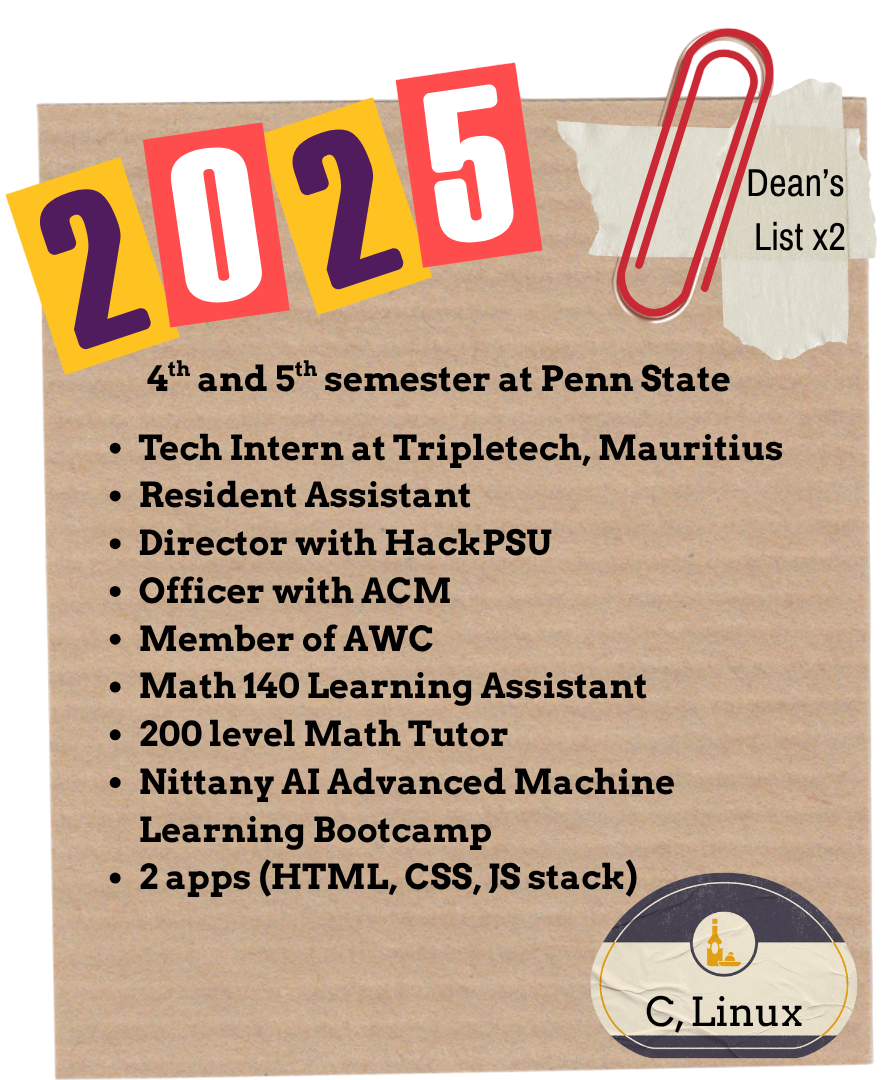 2025
Dean's
List x2
4th and 5th semester at Penn State
• Tech Intern at Tripletech, Mauritius
• Resident Assistant
• Director with HackPSU
• Officer with ACM
• Member of AWC
• Math 140 Learning Assistant
• 200 level Math Tutor
• Nittany AI Advanced Machine
Learning Bootcamp
• 2 apps (HTML, CSS, JS stack)
C, Linux